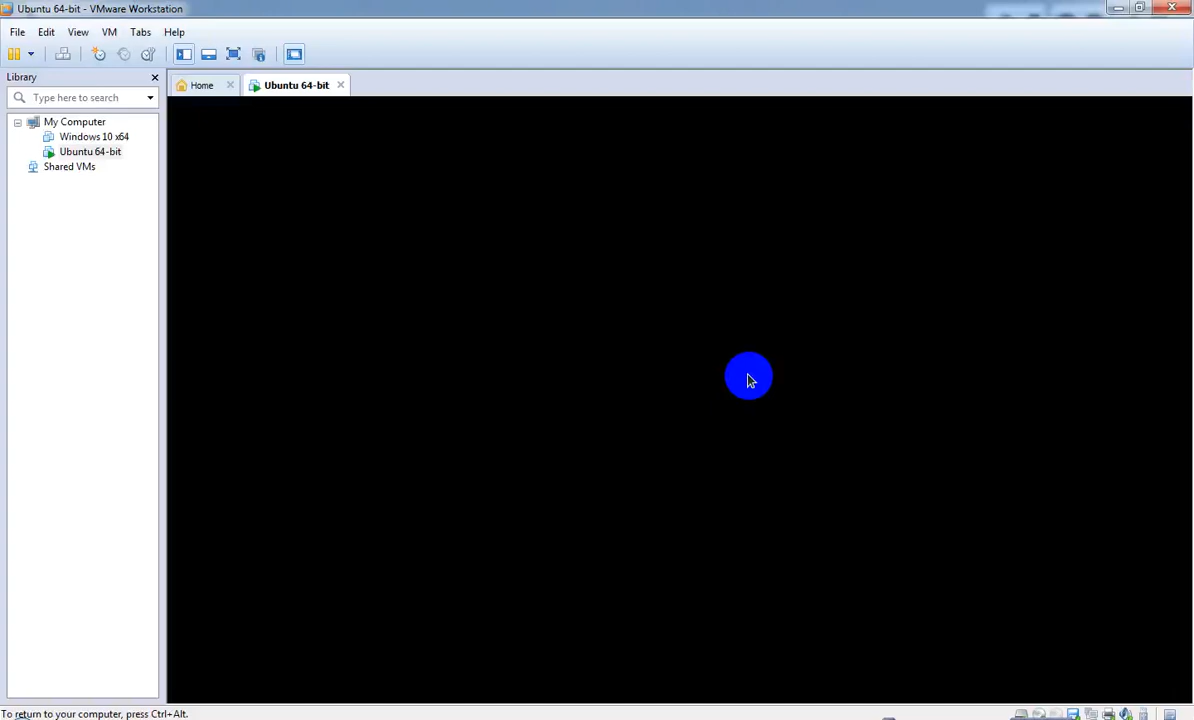 Ubuntu 64-bit - VMware Workstation
File Edit View VM Tabs Help
Library
Type here to search
Home
Ubuntu 64-bit
My Computer
Windows 10 x64
Ubuntu 64-bit
Shared VMs
To return to your computer, press Ctrl+Alt.